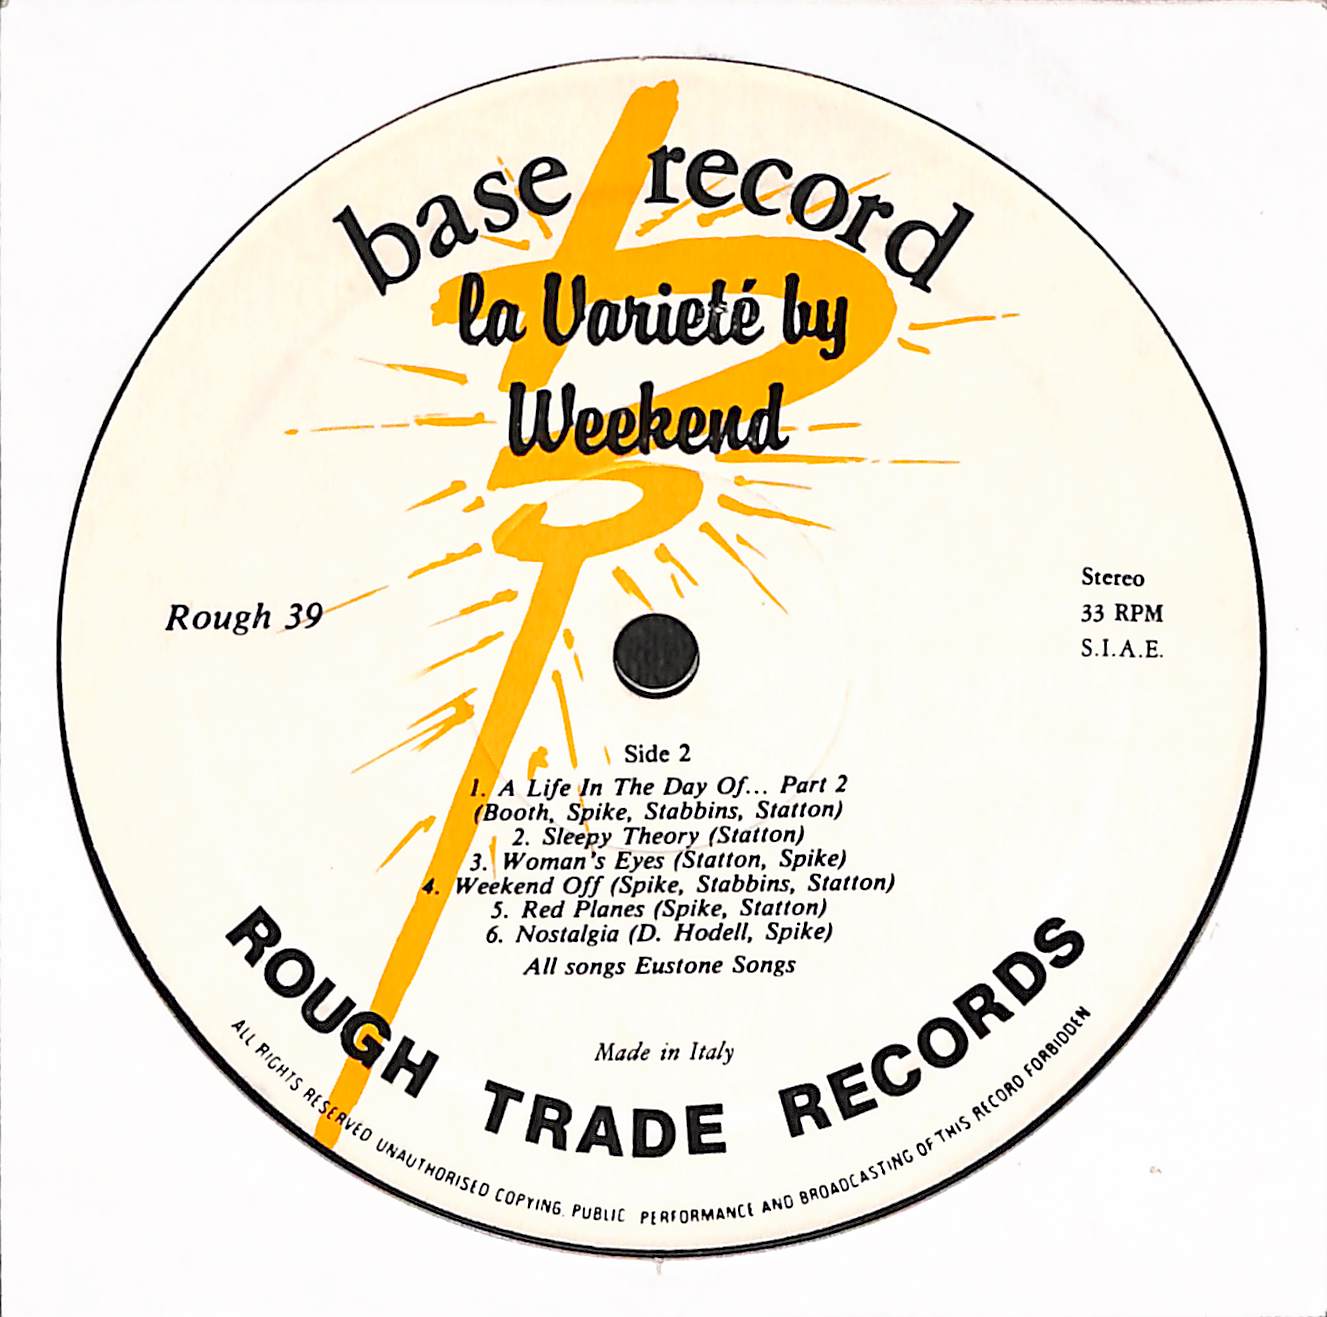 base record
la Varieté by
Weekend
Rough 39
Stereo
33 RPM
S.I.A.E.
Side 2
1. A Life In The Day Of... Part 2
(Booth, Spike, Stabbins, Statton)
2. Sleepy Theory (Statton)
3. Woman's Eyes (Statton, Spike)
4. Weekend Off (Spike, Stabbins, Statton)
5. Red Planes (Spike, Statton)
6. Nostalgia (D. Hodell, Spike)
All songs Eustone Songs
Made in Italy
ROUGH TRADE RECORDS
ALL RIGHTS RESERVED UNAUTHORISED COPYING. PUBLIC PERFORMANCE AND BROADCASTING OF THIS RECORD FORBIDDEN